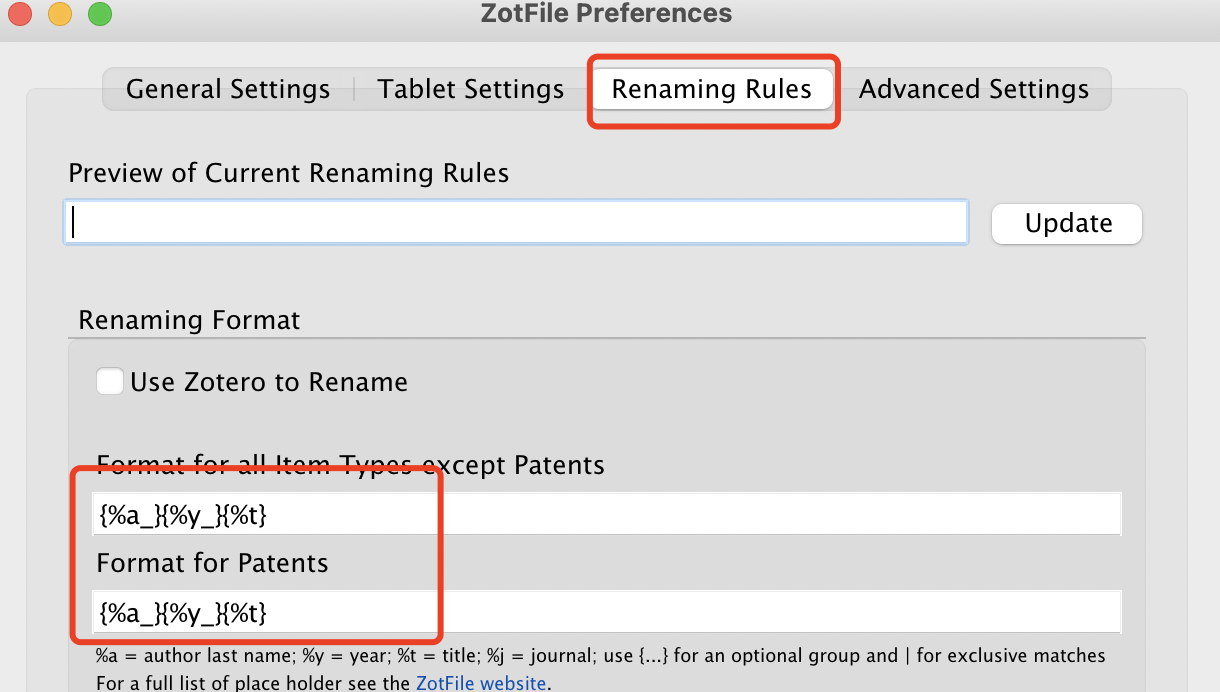 ZotFile Preferences
General Settings Tablet Settings Renaming Rules Advanced Settings
Preview of Current Renaming Rules
Update
Renaming Format
Use Zotero to Rename
Format for all Item Types except Patents
{%a_}{%y_}{%t}
Format for Patents
{%a_}{%y_}{%t}
%a = author last name; %y = year; %t = title; %j = journal; use {...} for an optional group and | for exclusive matches
For a full list of place holder see the ZotFile website.